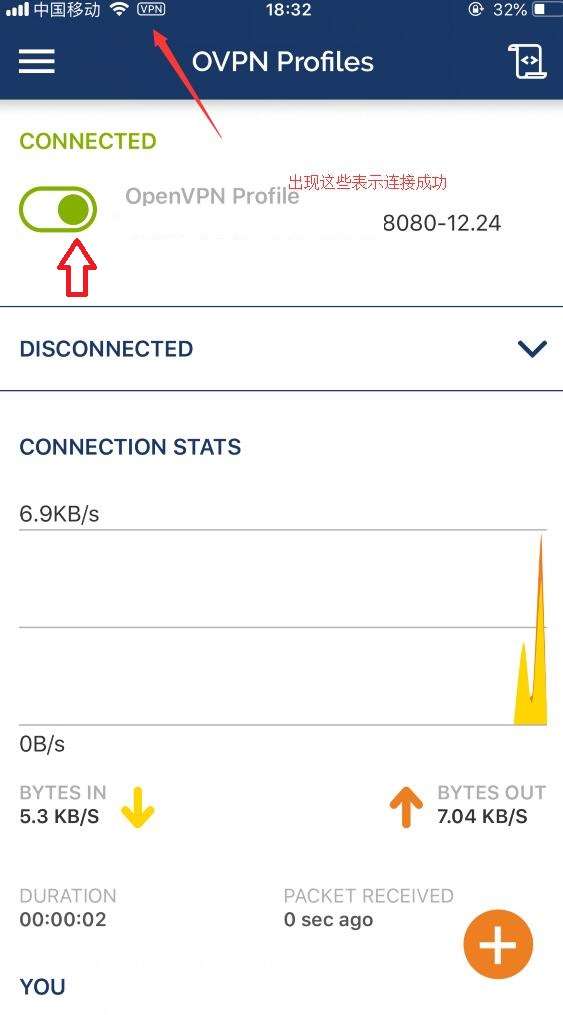 中国移动 VPN 18:32 32%
OVPN Profiles
CONNECTED
出现这些表示连接成功
OpenVPN Profile
8080-12.24
DISCONNECTED
CONNECTION STATS
6.9KB/s
0B/s
BYTES IN BYTES OUT
5.3 KB/S 7.04 KB/S
DURATION PACKET RECEIVED
00:00:02 0 sec ago
YOU